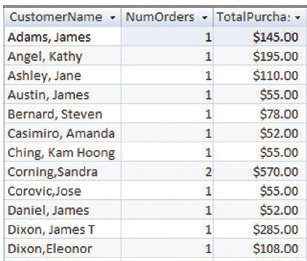 CustomerName NumOrders TotalPurcha:
Adams, James 1 $145.00
Angel, Kathy 1 $195.00
Ashley, Jane 1 $110.00
Austin, James 1 $55.00
Bernard, Steven 1 $78.00
Casimiro, Amanda 1 $52.00
Ching, Kam Hoong 1 $55.00
Corning,Sandra 2 $570.00
Corovic,Jose 1 $55.00
Daniel, James 1 $52.00
Dixon, James T 1 $285.00
Dixon,Eleonor 1 $108.00